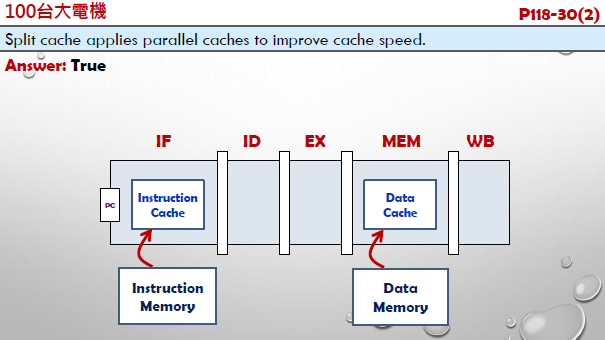 100台大電機
P118-30(2)
Split cache applies parallel caches to improve cache speed.
Answer: True
IF ID EX MEM WB
PC
Instruction
Cache
Data
Cache
Instruction
Memory
Data
Memory